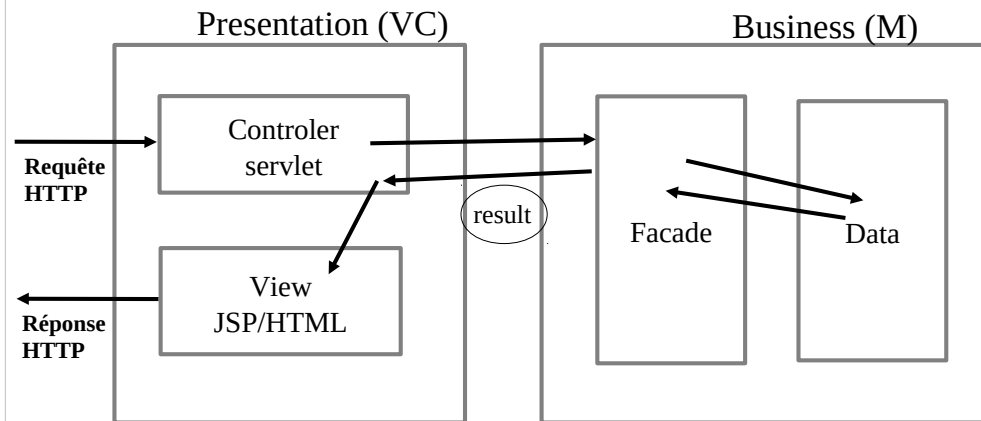 Presentation (VC)
Business (M)
Controler
servlet
Requête
HTTP
result
Facade
Data
View
JSP/HTML
Réponse
HTTP